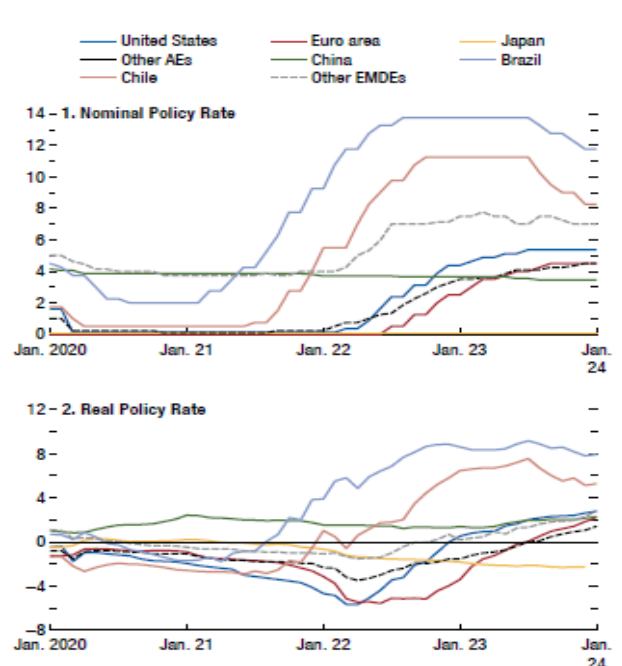 United States Euro area Japan
Other AEs China Brazil
Chile Other EMDEs
14 – 1. Nominal Policy Rate
12
10
8
6
4
2
0
Jan. 2020 Jan. 21 Jan. 22 Jan. 23 Jan.
24
12 – 2. Real Policy Rate
8
4
0
−4
−8
Jan. 2020 Jan. 21 Jan. 22 Jan. 23 Jan.
24